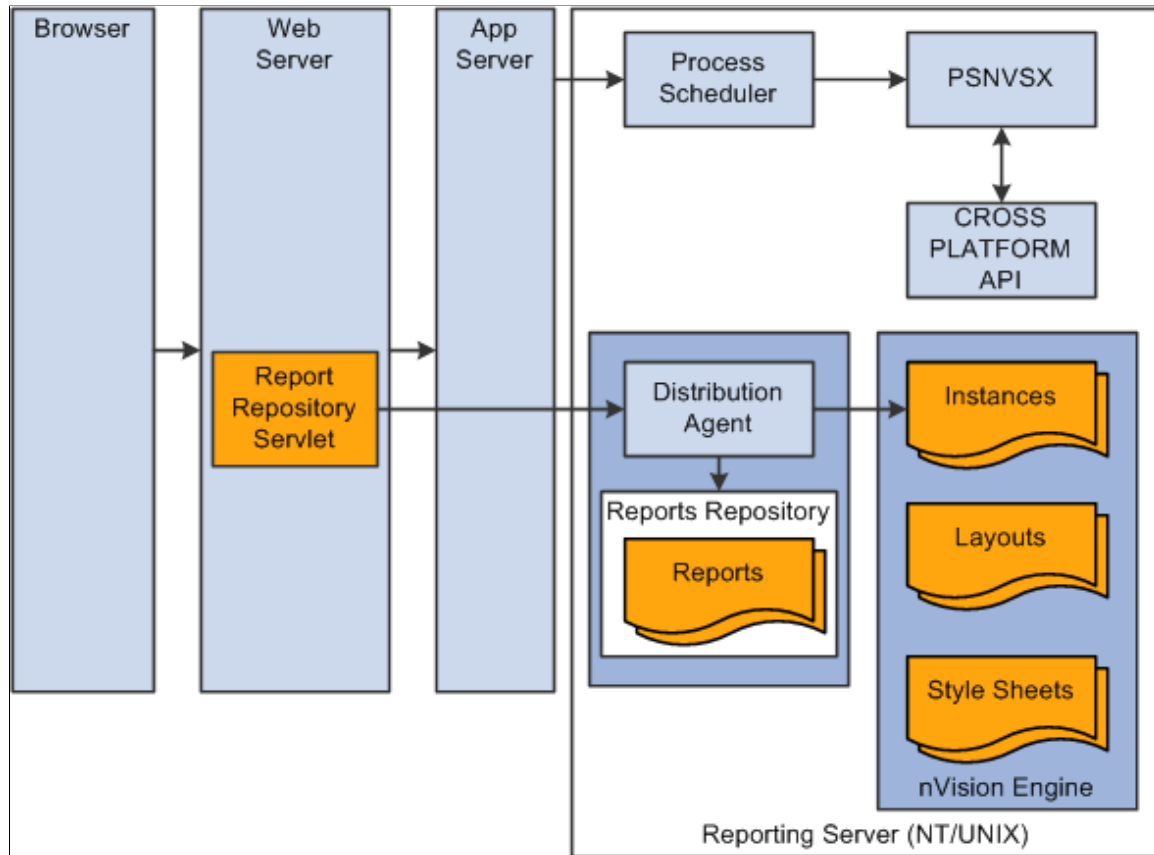 Browser
Web
Server
App
Server
Process
Scheduler
PSNVSX
CROSS
PLATFORM
API
Report
Repository
Servlet
Distribution
Agent
Reports Repository
Reports
Instances
Layouts
Style Sheets
nVision Engine
Reporting Server (NT/UNIX)